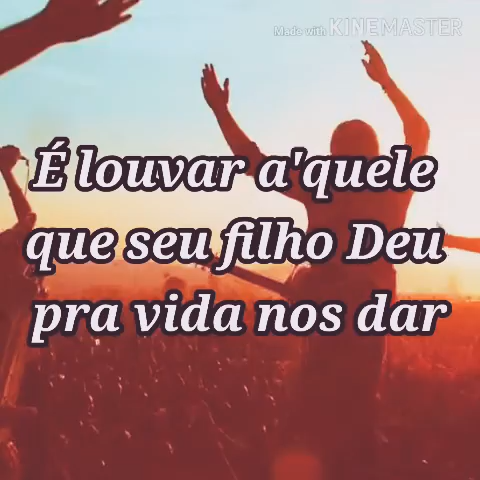 Made with KINEMASTER
É louvar a'quele
que seu filho Deu
pra vida nos dar